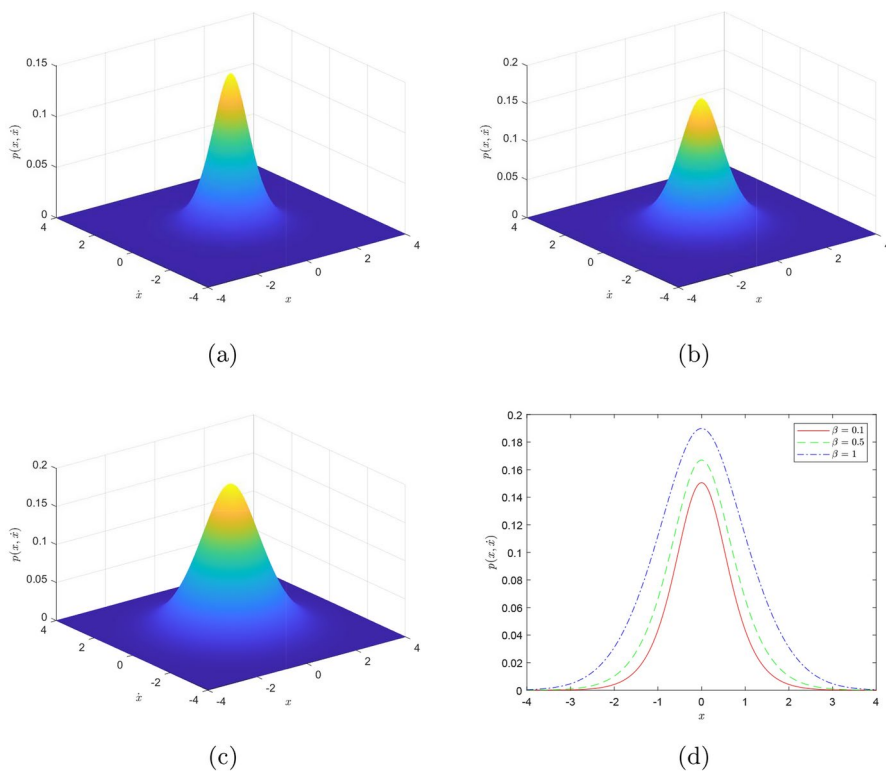 0.15
0.1
0.05
0
p(x, ẋ)
4
2
0
-2
-4
ẋ
-4
-2
0
2
4
x
(a)
0.2
0.15
0.1
0.05
0
p(x, ẋ)
4
2
0
-2
-4
ẋ
-4
-2
0
2
4
x
(b)
0.2
0.15
0.1
0.05
0
p(x, ẋ)
4
2
0
-2
-4
ẋ
-4
-2
0
2
4
x
(c)
0.2
0.18
0.16
0.14
0.12
0.1
0.08
0.06
0.04
0.02
0
p(x, ẋ)
β = 0.1
β = 0.5
β = 1
-4 -3 -2 -1 0 1 2 3 4
x
(d)